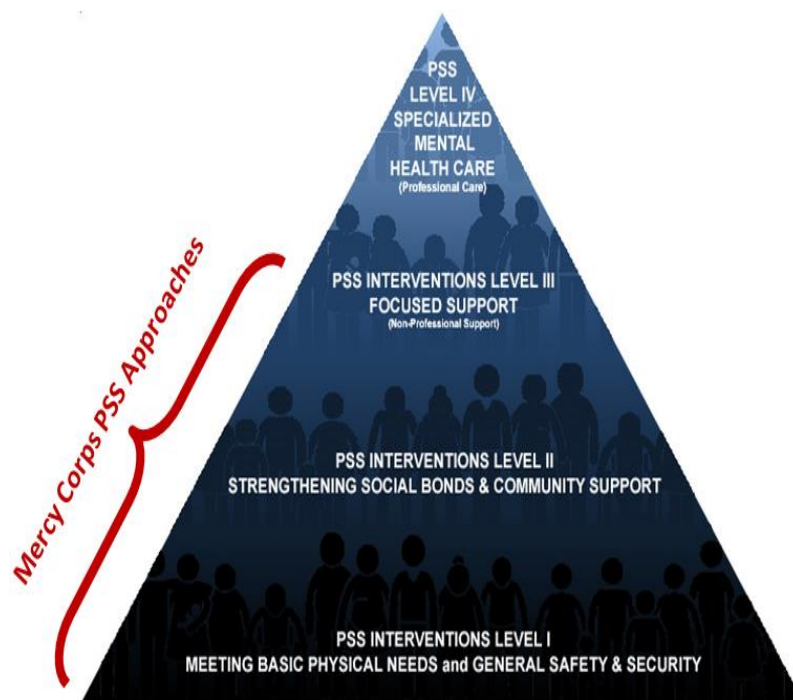 PSS
LEVEL IV
SPECIALIZED
MENTAL
HEALTH CARE
(Professional Care)
PSS INTERVENTIONS LEVEL III
FOCUSED SUPPORT
(Non-Professional Support)
PSS INTERVENTIONS LEVEL II
STRENGTHENING SOCIAL BONDS & COMMUNITY SUPPORT
PSS INTERVENTIONS LEVEL I
MEETING BASIC PHYSICAL NEEDS and GENERAL SAFETY & SECURITY
Mercy Corps PSS Approaches